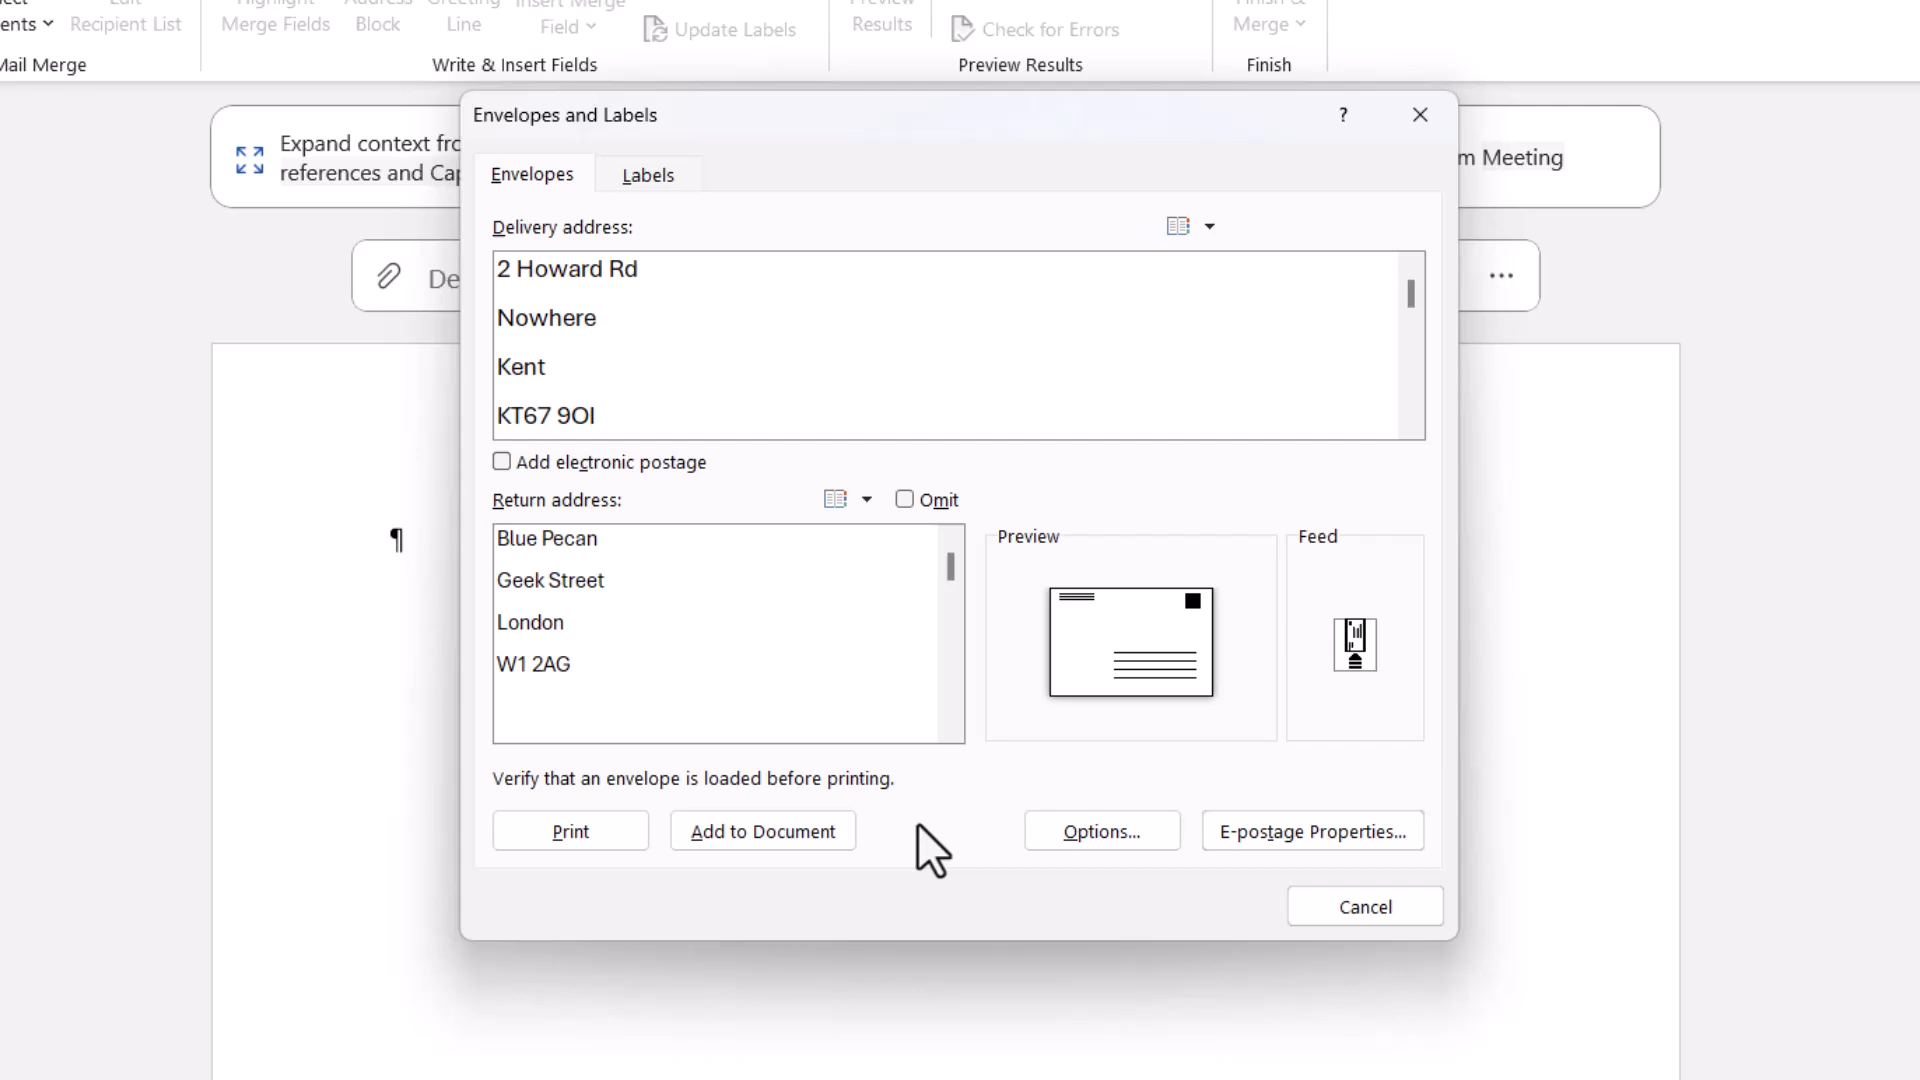 ents
Recipient List
Merge Fields
Block
Line
Field
Update Labels
Results
Check for Errors
Merge
Mail Merge
Write & Insert Fields
Preview Results
Finish
Expand context fro
references and Cap
m Meeting
De
Envelopes and Labels
?
Envelopes
Labels
Delivery address:
2 Howard Rd
Nowhere
Kent
KT67 9OI
Add electronic postage
Return address:
Omit
Blue Pecan
Geek Street
London
W1 2AG
Preview
Feed
Verify that an envelope is loaded before printing.
Print
Add to Document
Options...
E-postage Properties...
Cancel
¶